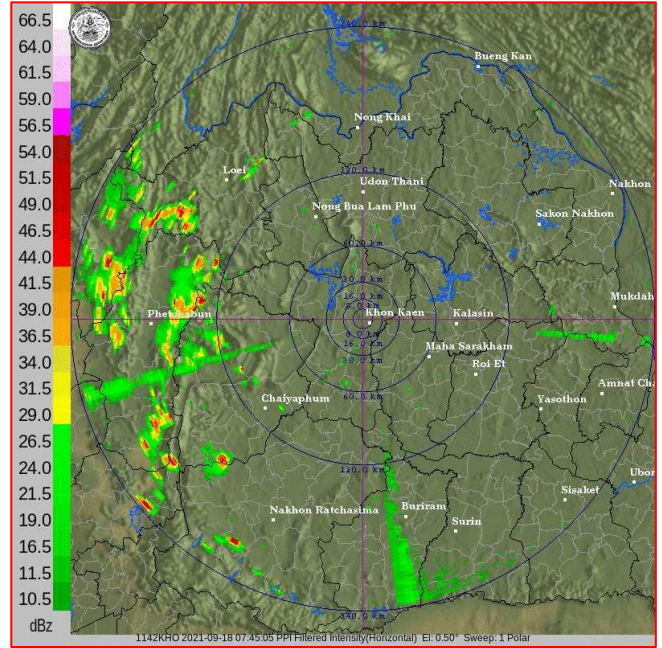 66.5
64.0
61.5
59.0
56.5
54.0
51.5
49.0
46.5
44.0
41.5
39.0
36.5
34.0
31.5
29.0
26.5
24.0
21.5
19.0
16.5
11.5
10.5
dBz
Bueng Kan
Nong Khai
Loei
120.0 km
Udon Thani
Nakhon
Nong Bua Lam Phu
Sakon Nakhon
60.0 km
30.0 km
Mukdah
Phetchabun
Khon Kaen
Kalasin
Maha Sarakham
30.0 km
Roi Et
60.0 km
Amnat Cha
Chaiyaphum
Yasothon
120.0 km
Ubon
Sisaket
Nakhon Ratchasima
Buriram
Surin
1142KHO 2021-09-18 07:45:05 PPI Filtered Intensity(Horizontal) El: 0.50° Sweep: 1 Polar